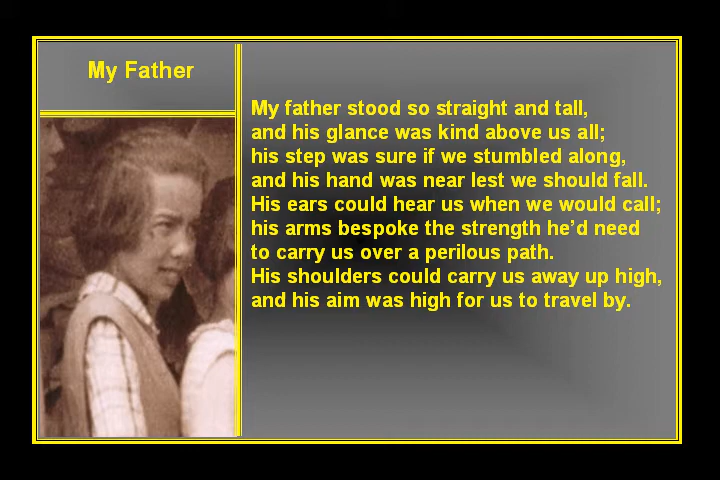 My Father
My father stood so straight and tall,
and his glance was kind above us all;
his step was sure if we stumbled along,
and his hand was near lest we should fall.
His ears could hear us when we would call;
his arms bespoke the strength he’d need
to carry us over a perilous path.
His shoulders could carry us away up high,
and his aim was high for us to travel by.